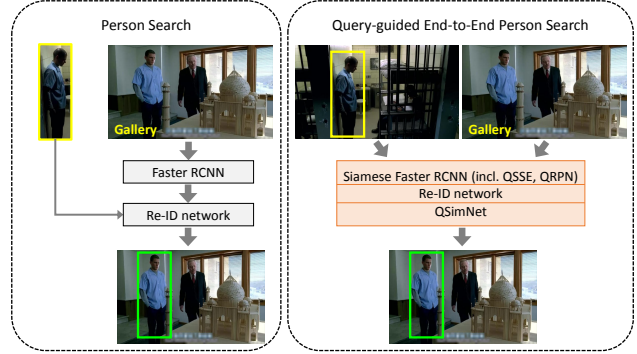 Person Search
Gallery
Faster RCNN
Re-ID network
Query-guided End-to-End Person Search
Gallery
Siamese Faster RCNN (incl. QSSE, QRPN)
Re-ID network
QSimNet